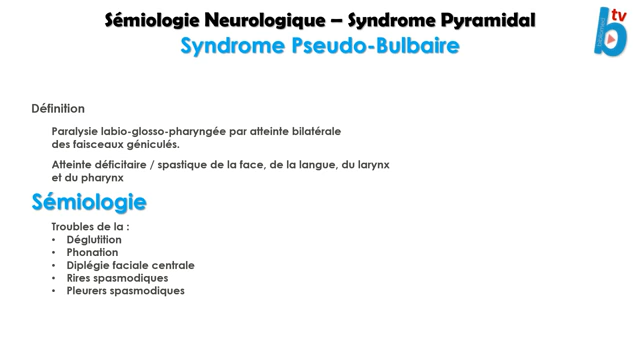 Sémiologie Neurologique – Syndrome Pyramidal
Syndrome Pseudo-Bulbaire
tv
b
Définition
Paralysie labio-glosso-pharyngée par atteinte bilatérale
des faisceaux géniculés.
Atteinte déficitaire / spastique de la face, de la langue, du larynx
et du pharynx
Sémiologie
Troubles de la :
• Déglutition
• Phonation
• Diplégie faciale centrale
• Rires spasmodiques
• Pleurers spasmodiques